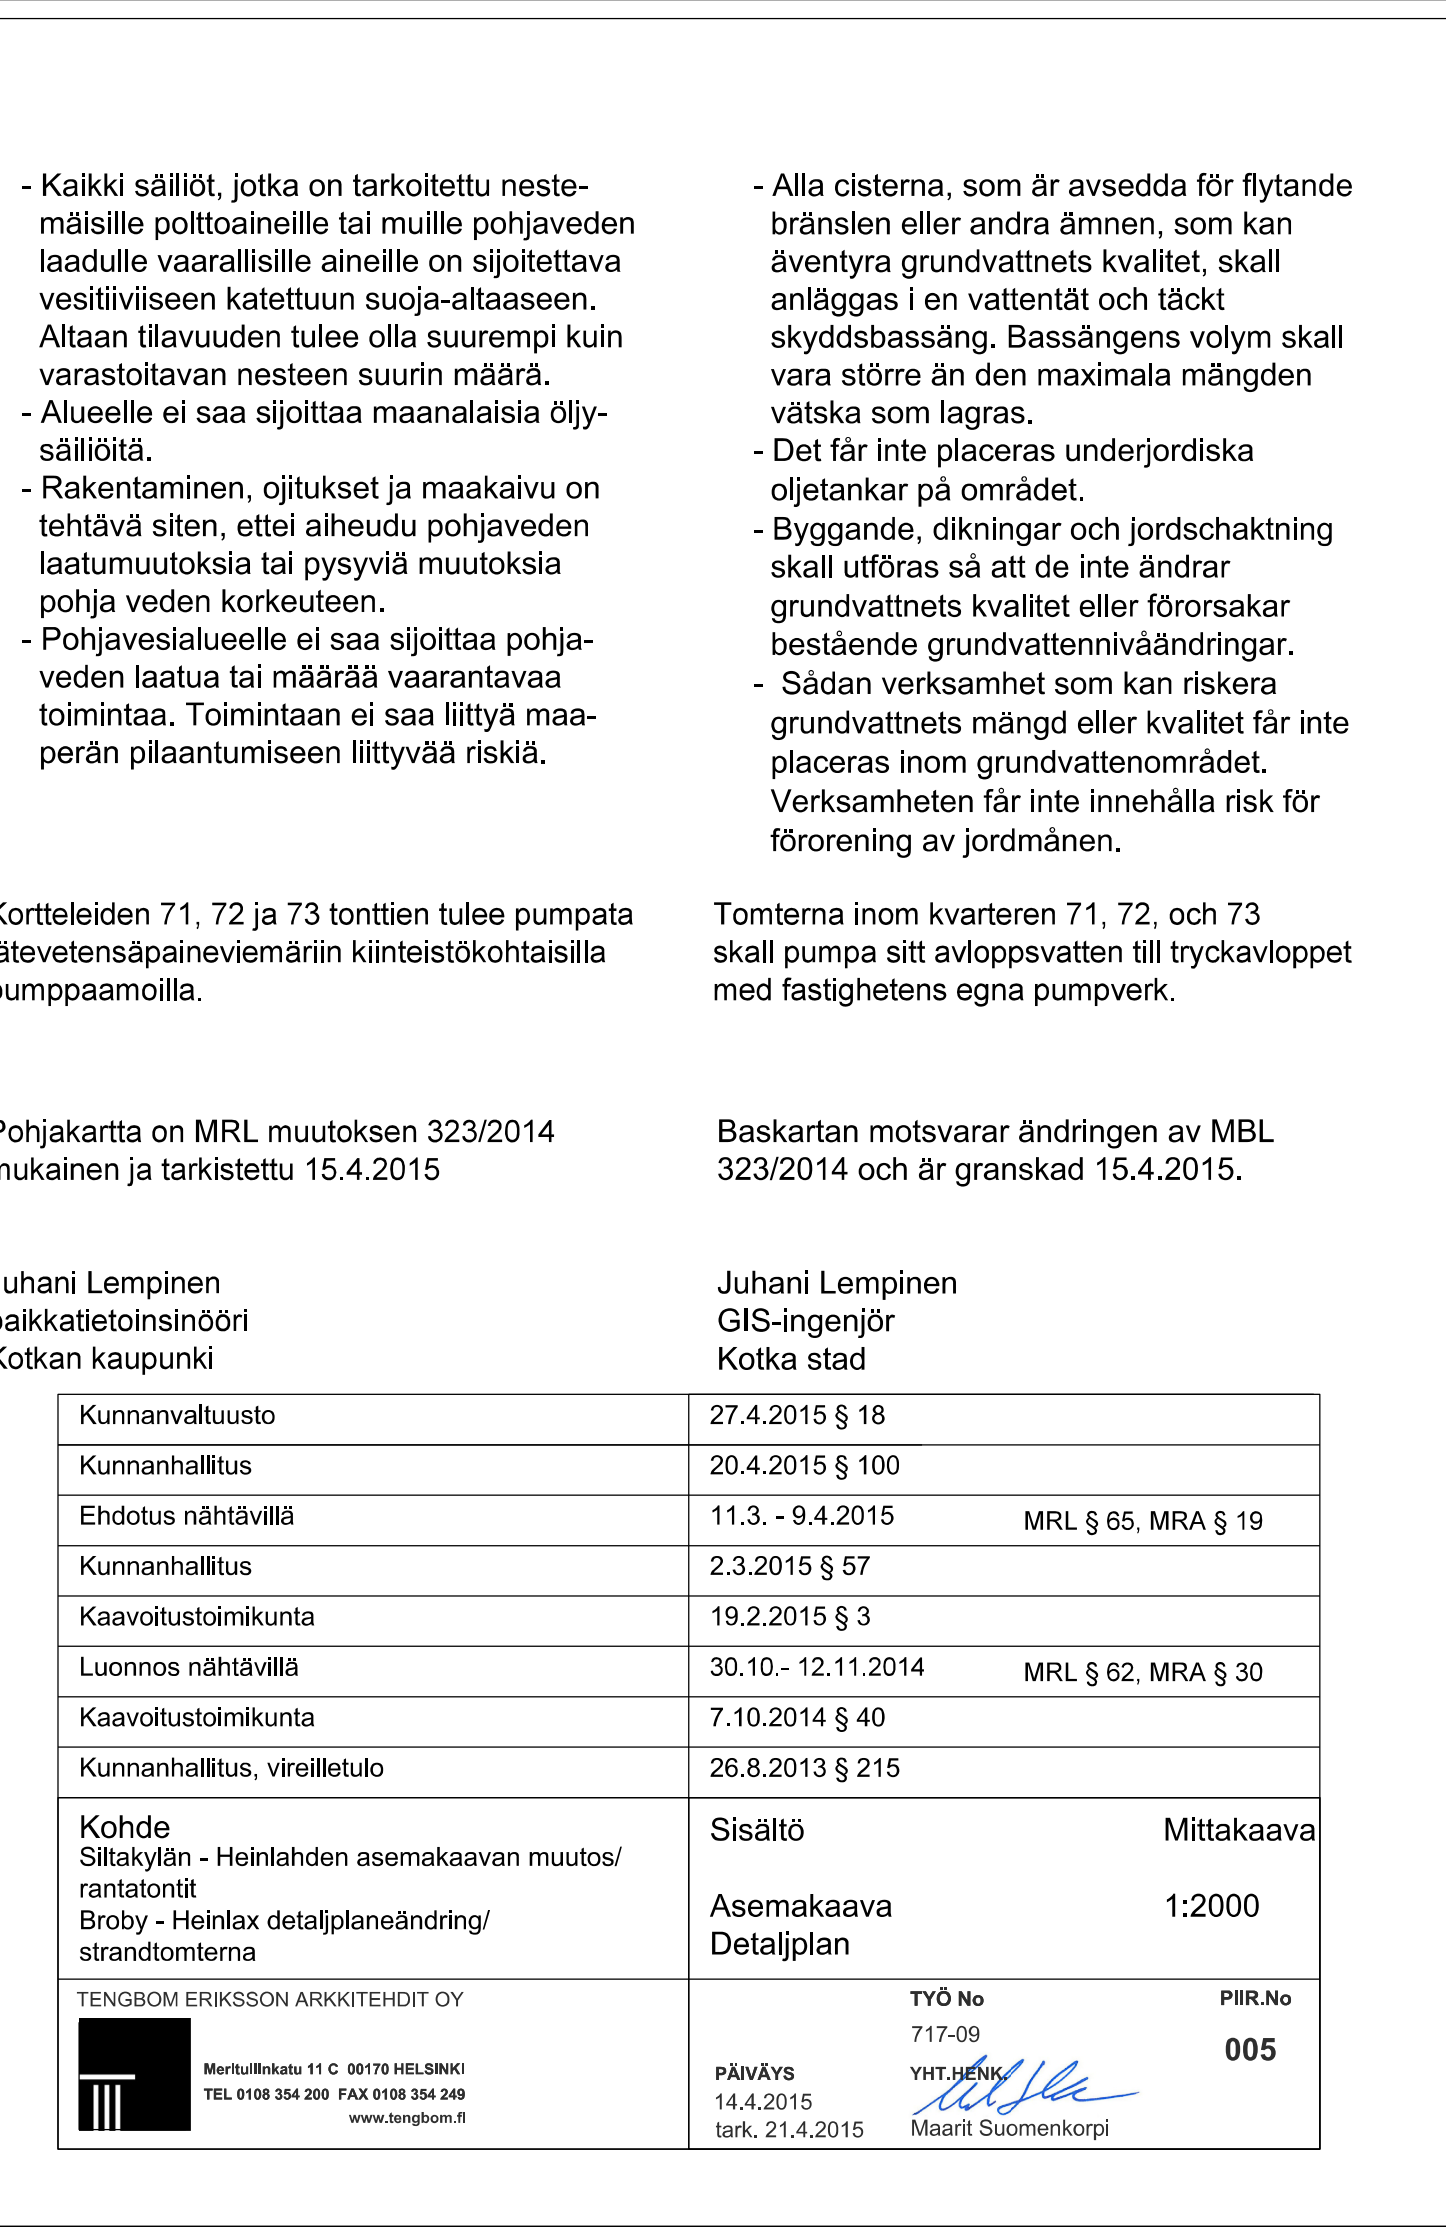 - Kaikki säiliöt, jotka on tarkoitettu neste-
mäisille polttoaineille tai muille pohjaveden
laadulle vaarallisille aineille on sijoitettava
vesitiiviiseen katettuun suoja-altaaseen.
Altaan tilavuuden tulee olla suurempi kuin
varastoitavan nesteen suurin määrä.
- Alueelle ei saa sijoittaa maanalaisia öljy-
säiliöitä.
- Rakentaminen, ojitukset ja maakaivu on
tehtävä siten, ettei aiheudu pohjaveden
laatumuutoksia tai pysyviä muutoksia
pohja veden korkeuteen.
- Pohjavesialueelle ei saa sijoittaa pohja-
veden laatua tai määrää vaarantavaa
toimintaa. Toimintaan ei saa liittyä maa-
perän pilaantumiseen liittyvää riskiä.
- Alla cisterna, som är avsedda för flytande
bränslen eller andra ämnen, som kan
äventyra grundvattnets kvalitet, skall
anläggas i en vattentät och täckt
skyddsbassäng. Bassängens volym skall
vara större än den maximala mängden
vätska som lagras.
- Det får inte placeras underjordiska
oljetankar på området.
- Byggande, dikningar och jordschaktning
skall utföras så att de inte ändrar
grundvattnets kvalitet eller förorsakar
bestående grundvattennivåändringar.
- Sådan verksamhet som kan riskera
grundvattnets mängd eller kvalitet får inte
placeras inom grundvattenområdet.
Verksamheten får inte innehålla risk för
förorening av jordmånen.
Kortteleiden 71, 72 ja 73 tonttien tulee pumpata
jätevetensäpaineviemäriin kiinteistökohtaisilla
pumppaamoilla.
Tomterna inom kvarteren 71, 72, och 73
skall pumpa sitt avloppsvatten till tryckavloppet
med fastighetens egna pumpverk.
Pohjakartta on MRL muutoksen 323/2014
mukainen ja tarkistettu 15.4.2015
Baskartan motsvarar ändringen av MBL
323/2014 och är granskad 15.4.2015.
Juhani Lempinen
paikkatietoinsinööri
Kotkan kaupunki
Juhani Lempinen
GIS-ingenjör
Kotka stad
Kunnanvaltuusto 27.4.2015 § 18
Kunnanhallitus 20.4.2015 § 100
Ehdotus nähtävillä 11.3. - 9.4.2015 MRL § 65, MRA § 19
Kunnanhallitus 2.3.2015 § 57
Kaavoitustoimikunta 19.2.2015 § 3
Luonnos nähtävillä 30.10.- 12.11.2014 MRL § 62, MRA § 30
Kaavoitustoimikunta 7.10.2014 § 40
Kunnanhallitus, vireilletulo 26.8.2013 § 215
Kohde
Siltakylän - Heinlahden asemakaavan muutos/
rantatontit
Broby - Heinlax detaljplaneändring/
strandtomterna
Sisältö Mittakaava
Asemakaava 1:2000
Detaljplan
TENGBOM ERIKSSON ARKKITEHDIT OY
Meritullinkatu 11 C 00170 HELSINKI
TEL 0108 354 200 FAX 0108 354 249
www.tengbom.fi
TYÖ No PIIR.No
717-09 005
PÄIVÄYS YHT.HENK.
14.4.2015
tark. 21.4.2015 Maarit Suomenkorpi